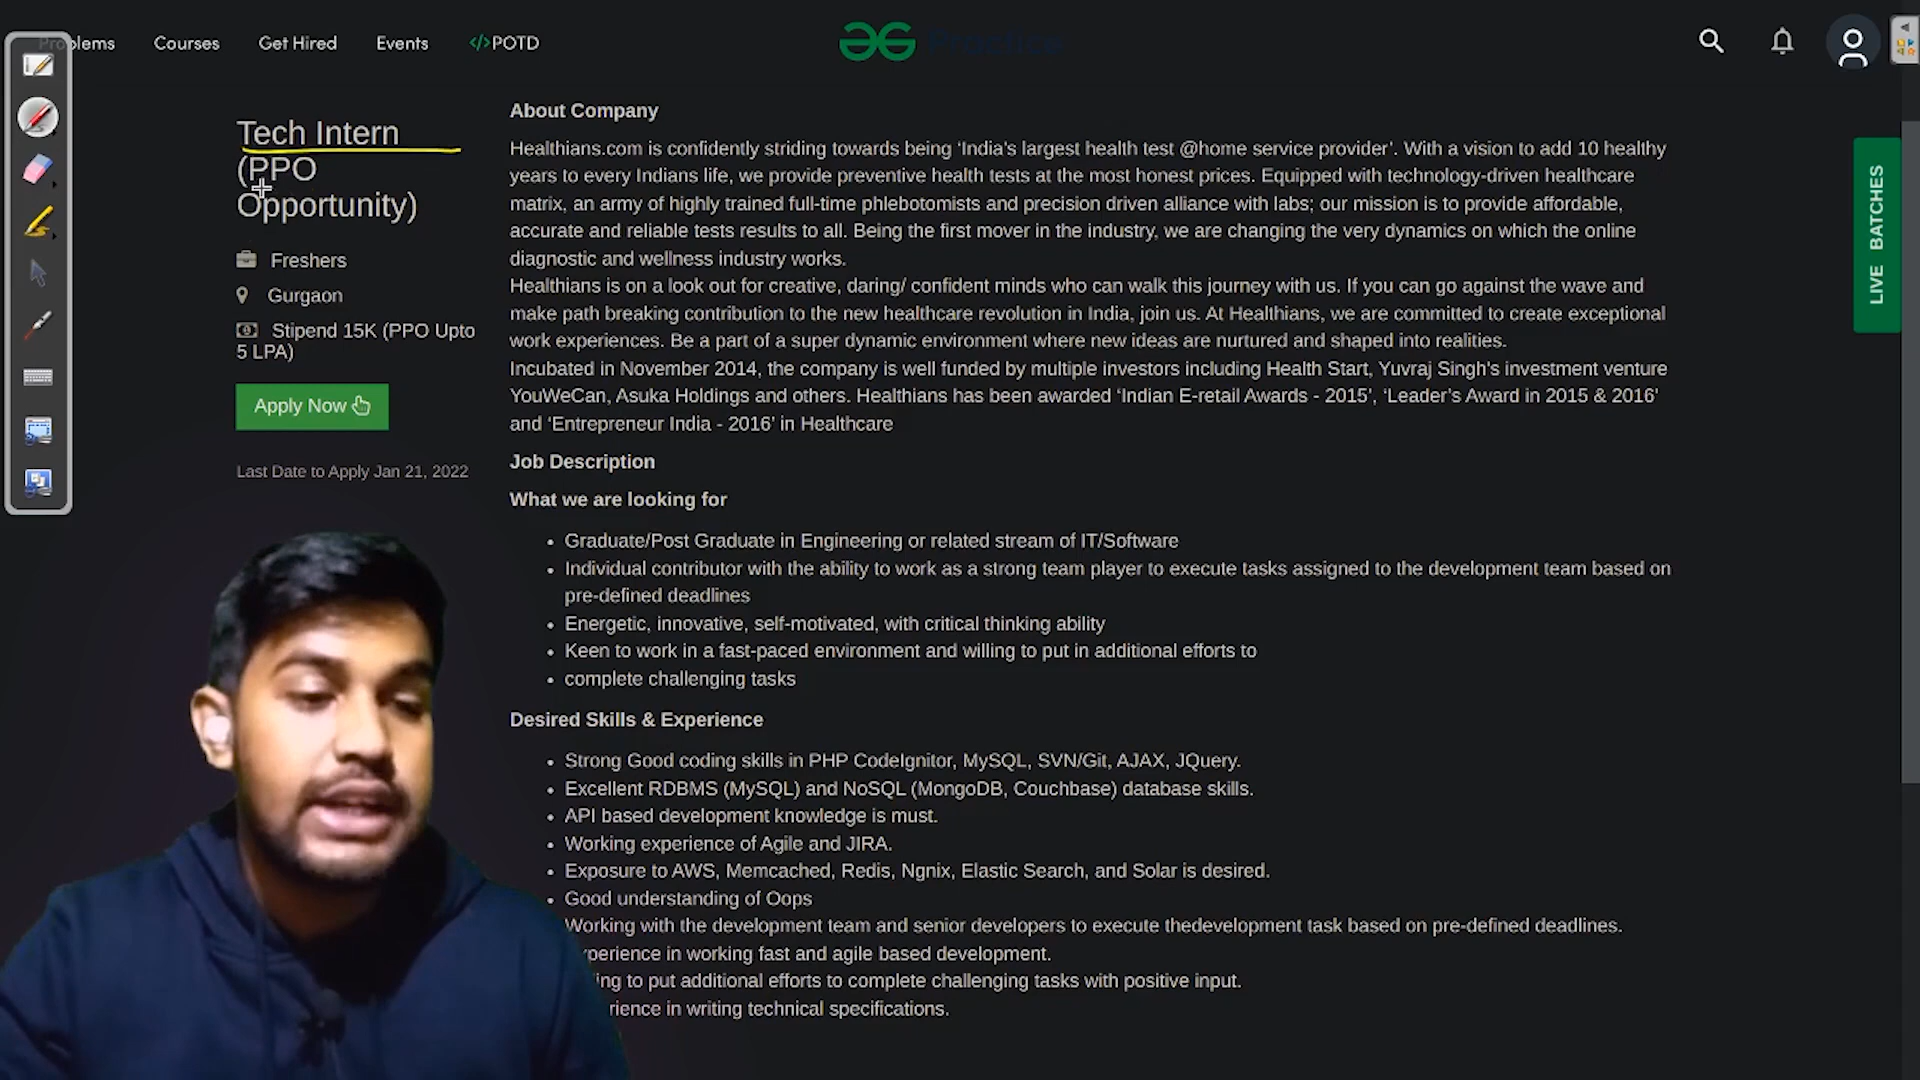 Problems Courses Get Hired Events </>POTD Practice
Tech Intern
(PPO
Opportunity)
Freshers
Gurgaon
Stipend 15K (PPO Upto
5 LPA)
Apply Now
Last Date to Apply Jan 21, 2022
About Company
Healthians.com is confidently striding towards being ‘India's largest health test @home service provider’. With a vision to add 10 healthy
years to every Indians life, we provide preventive health tests at the most honest prices. Equipped with technology-driven healthcare
matrix, an army of highly trained full-time phlebotomists and precision driven alliance with labs; our mission is to provide affordable,
accurate and reliable tests results to all. Being the first mover in the industry, we are changing the very dynamics on which the online
diagnostic and wellness industry works.
Healthians is on a look out for creative, daring/ confident minds who can walk this journey with us. If you can go against the wave and
make path breaking contribution to the new healthcare revolution in India, join us. At Healthians, we are committed to create exceptional
work experiences. Be a part of a super dynamic environment where new ideas are nurtured and shaped into realities.
Incubated in November 2014, the company is well funded by multiple investors including Health Start, Yuvraj Singh's investment venture
YouWeCan, Asuka Holdings and others. Healthians has been awarded ‘Indian E-retail Awards - 2015’, ‘Leader’s Award in 2015 & 2016’
and ‘Entrepreneur India - 2016’ in Healthcare
Job Description
What we are looking for
• Graduate/Post Graduate in Engineering or related stream of IT/Software
• Individual contributor with the ability to work as a strong team player to execute tasks assigned to the development team based on
pre-defined deadlines
• Energetic, innovative, self-motivated, with critical thinking ability
• Keen to work in a fast-paced environment and willing to put in additional efforts to
• complete challenging tasks
Desired Skills & Experience
• Strong Good coding skills in PHP CodeIgnitor, MySQL, SVN/Git, AJAX, JQuery.
• Excellent RDBMS (MySQL) and NoSQL (MongoDB, Couchbase) database skills.
• API based development knowledge is must.
• Working experience of Agile and JIRA.
• Exposure to AWS, Memcached, Redis, Ngnix, Elastic Search, and Solar is desired.
• Good understanding of Oops
Working with the development team and senior developers to execute thedevelopment task based on pre-defined deadlines.
xperience in working fast and agile based development.
ing to put additional efforts to complete challenging tasks with positive input.
rience in writing technical specifications.
LIVE BATCHES